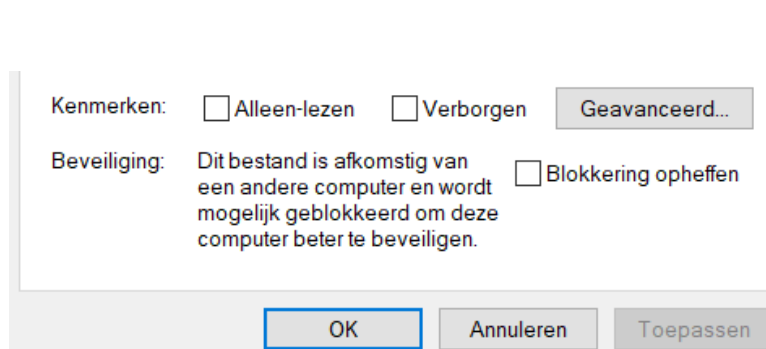 Kenmerken: Alleen-lezen Verborgen Geavanceerd...
Beveiliging: Dit bestand is afkomstig van
een andere computer en wordt
mogelijk geblokkeerd om deze
computer beter te beveiligen.
Blokkering opheffen
OK Annuleren Toepassen